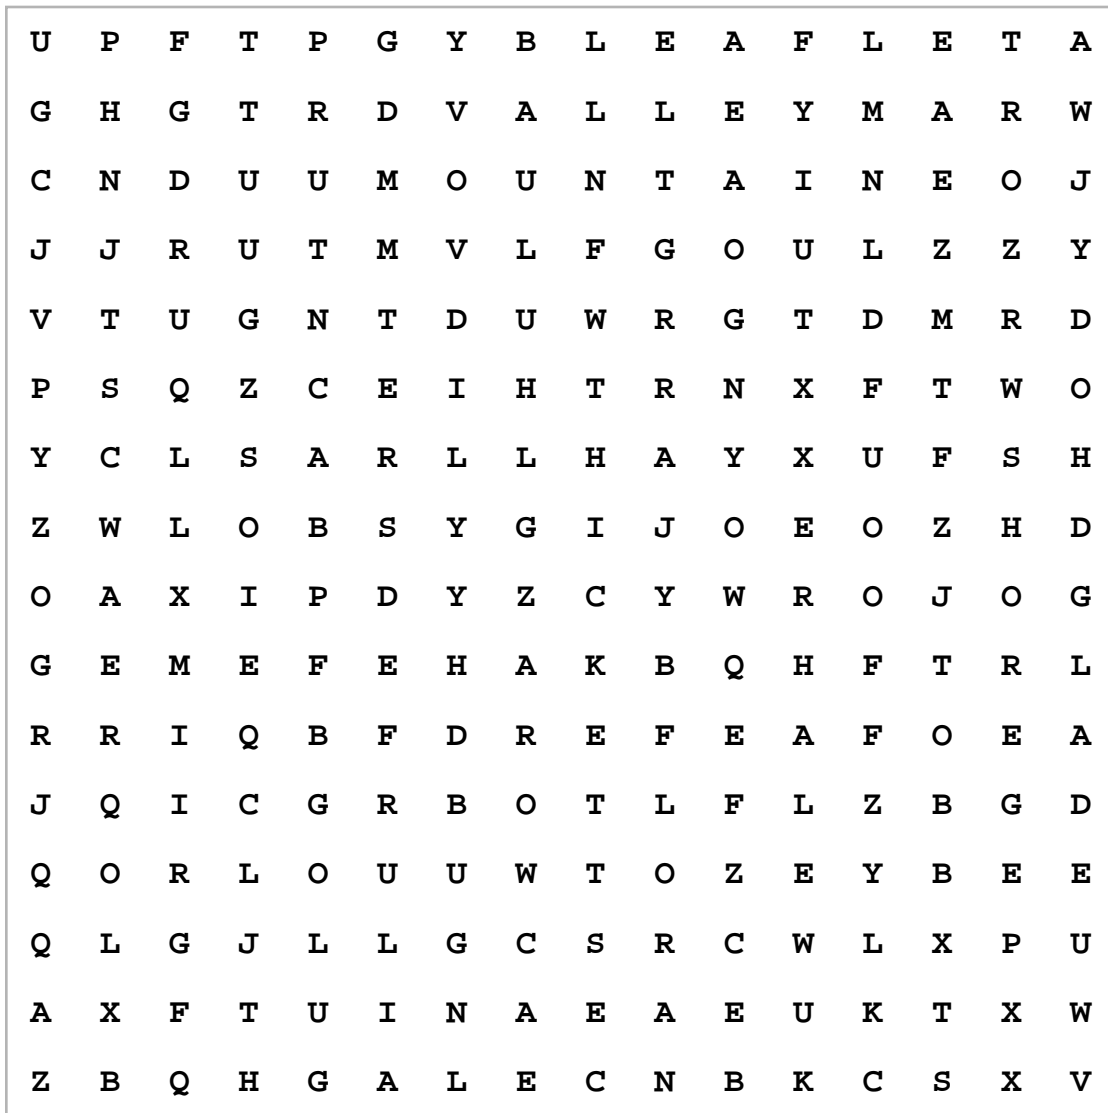 U P F T P G Y B L E A F L E T A
G H G T R D V A L L E Y M A R W
C N D U U M O U N T A I N E O J
J J R U T M V L F G O U L Z Z Y
V T U G N T D U W R G T D M R D
P S Q Z C E I H T R N X F T W O
Y C L S A R L L H A Y X U F S H
Z W L O B S Y G I J O E O Z H D
O A X I P D Y Z C Y W R O J O G
G E M E F E H A K B Q H F T R L
R R I Q B F D R E F E A F O E A
J Q I C G R B O T L F L Z B G D
Q O R L O U U W T O Z E Y B E E
Q L G J L L G C S R C W L X P U
A X F T U I N A E A E U K T X W
Z B Q H G A L E C N B K C S X V